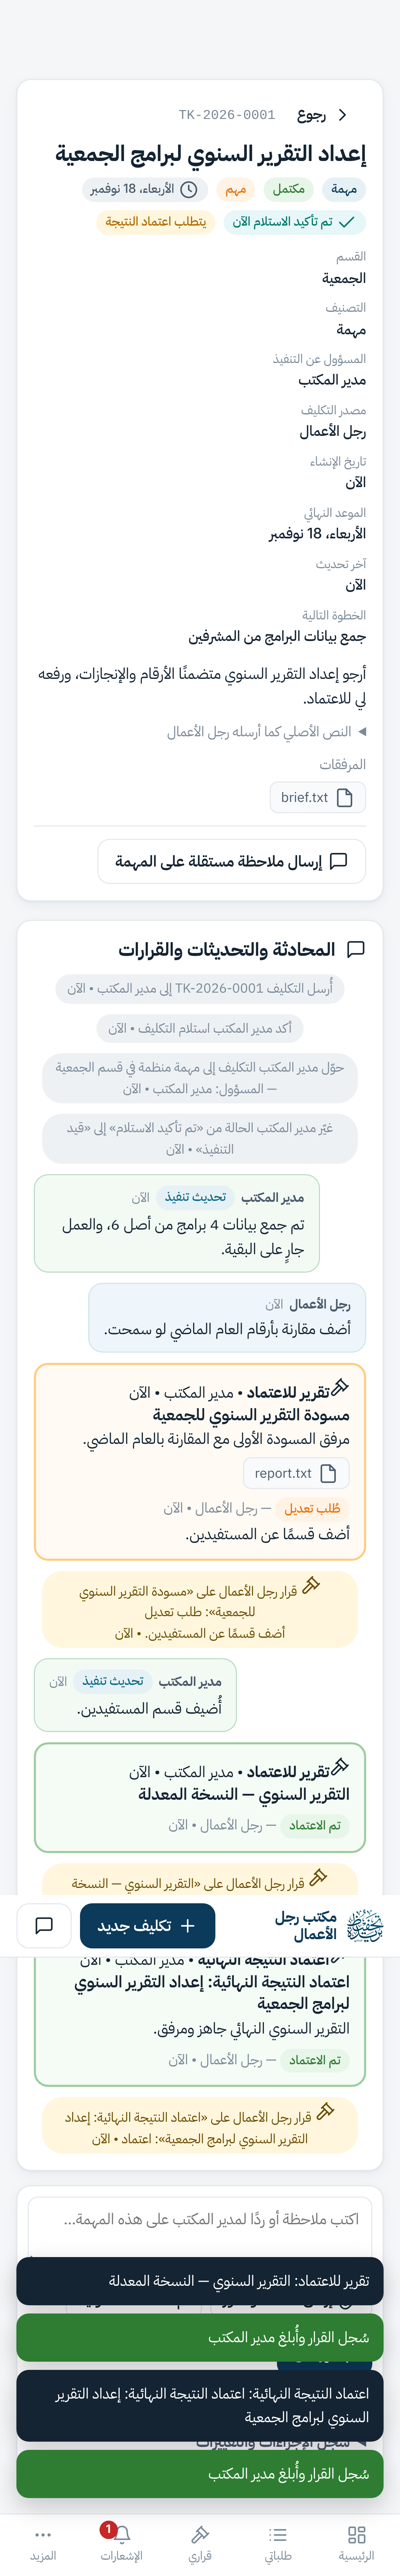 رجوع TK-2026-0001
إعداد التقرير السنوي لبرامج الجمعية
مهمة مكتمل مهم الأربعاء، 18 نوفمبر
تم تأكيد الاستلام الآن يتطلب اعتماد النتيجة
القسم
الجمعية
التصنيف
مهمة
المسؤول عن التنفيذ
مدير المكتب
مصدر التكليف
رجل الأعمال
تاريخ الإنشاء
الآن
الموعد النهائي
الأربعاء، 18 نوفمبر
آخر تحديث
الآن
الخطوة التالية
جمع بيانات البرامج من المشرفين
أرجو إعداد التقرير السنوي متضمنًا الأرقام والإنجازات، ورفعه
لي للاعتماد.
النص الأصلي كما أرسله رجل الأعمال
المرفقات
brief.txt
إرسال ملاحظة مستقلة على المهمة
المحادثة والتحديثات والقرارات
أُرسل التكليف TK-2026-0001 إلى مدير المكتب • الآن
أكد مدير المكتب استلام التكليف • الآن
حوّل مدير المكتب التكليف إلى مهمة منظمة في قسم الجمعية
— المسؤول: مدير المكتب • الآن
غيّر مدير المكتب الحالة من «تم تأكيد الاستلام» إلى «قيد
التنفيذ» • الآن
مدير المكتب تحديث تنفيذ الآن
تم جمع بيانات 4 برامج من أصل 6، والعمل
جارٍ على البقية.
رجل الأعمال الآن
أضف مقارنة بأرقام العام الماضي لو سمحت.
تقرير للاعتماد • مدير المكتب • الآن
مسودة التقرير السنوي للجمعية
مرفق المسودة الأولى مع المقارنة بالعام الماضي.
report.txt
طُلب تعديل — رجل الأعمال • الآن
أضف قسمًا عن المستفيدين.
قرار رجل الأعمال على «مسودة التقرير السنوي
للجمعية»: طلب تعديل
أضف قسمًا عن المستفيدين. • الآن
مدير المكتب تحديث تنفيذ الآن
أُضيف قسم المستفيدين.
تقرير للاعتماد • مدير المكتب • الآن
التقرير السنوي — النسخة المعدلة
تم الاعتماد — رجل الأعمال • الآن
قرار رجل الأعمال على «التقرير السنوي — النسخة
مكتب رجل
الأعمال
تكليف جديد
اعتماد النتيجة النهائية • مدير المكتب • الآن
اعتماد النتيجة النهائية: إعداد التقرير السنوي
لبرامج الجمعية
التقرير السنوي النهائي جاهز ومرفق.
تم الاعتماد — رجل الأعمال • الآن
قرار رجل الأعمال على «اعتماد النتيجة النهائية: إعداد
التقرير السنوي لبرامج الجمعية»: اعتماد • الآن
اكتب ملاحظة أو ردًا لمدير المكتب على هذه المهمة...
تقرير للاعتماد: التقرير السنوي — النسخة المعدلة
سُجل القرار وأُبلغ مدير المكتب
اعتماد النتيجة النهائية: اعتماد النتيجة النهائية: إعداد التقرير
السنوي لبرامج الجمعية
سجل الإجراءات والتغييرات
سُجل القرار وأُبلغ مدير المكتب
1
الرئيسية طلباتي قراري الإشعارات المزيد